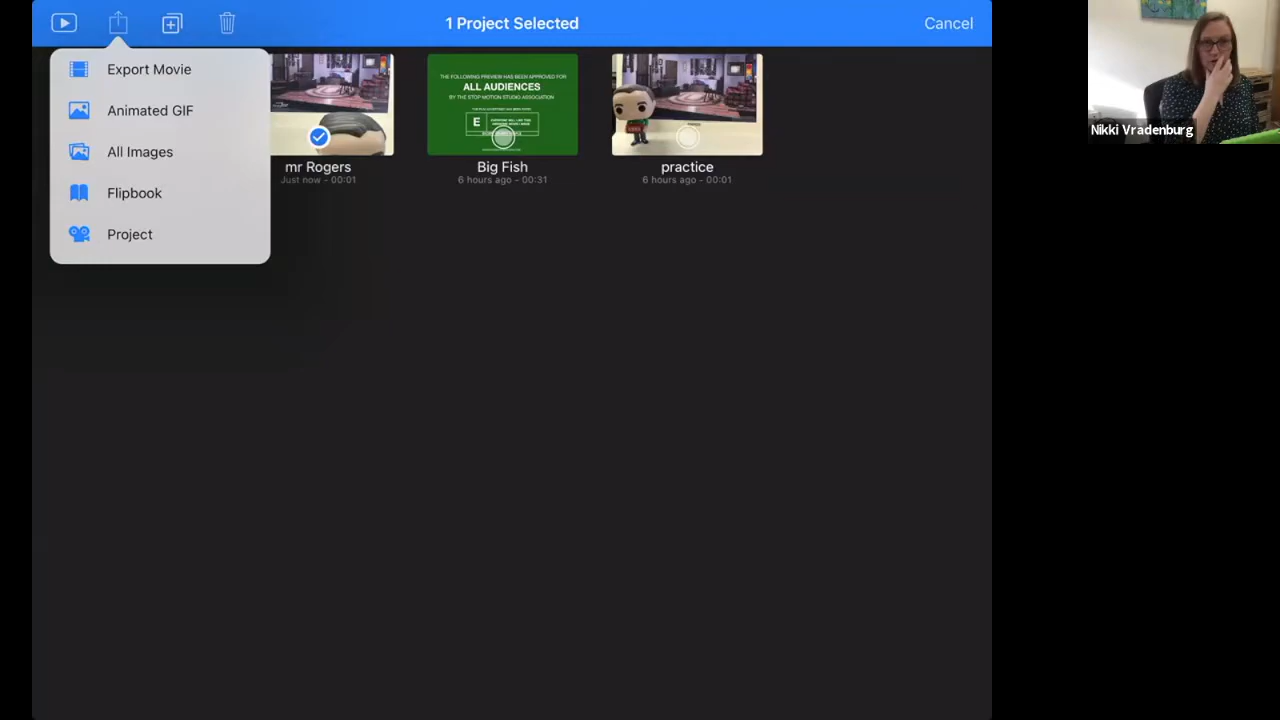 1 Project Selected
Cancel
Export Movie
Animated GIF
All Images
Flipbook
Project
THE FOLLOWING PREVIEW HAS BEEN APPROVED FOR
ALL AUDIENCES
BY THE STOP MOTION STUDIO ASSOCIATION
E
mr Rogers
Just now - 00:01
Big Fish
6 hours ago - 00:31
practice
6 hours ago - 00:01
Nikki Vradenburg